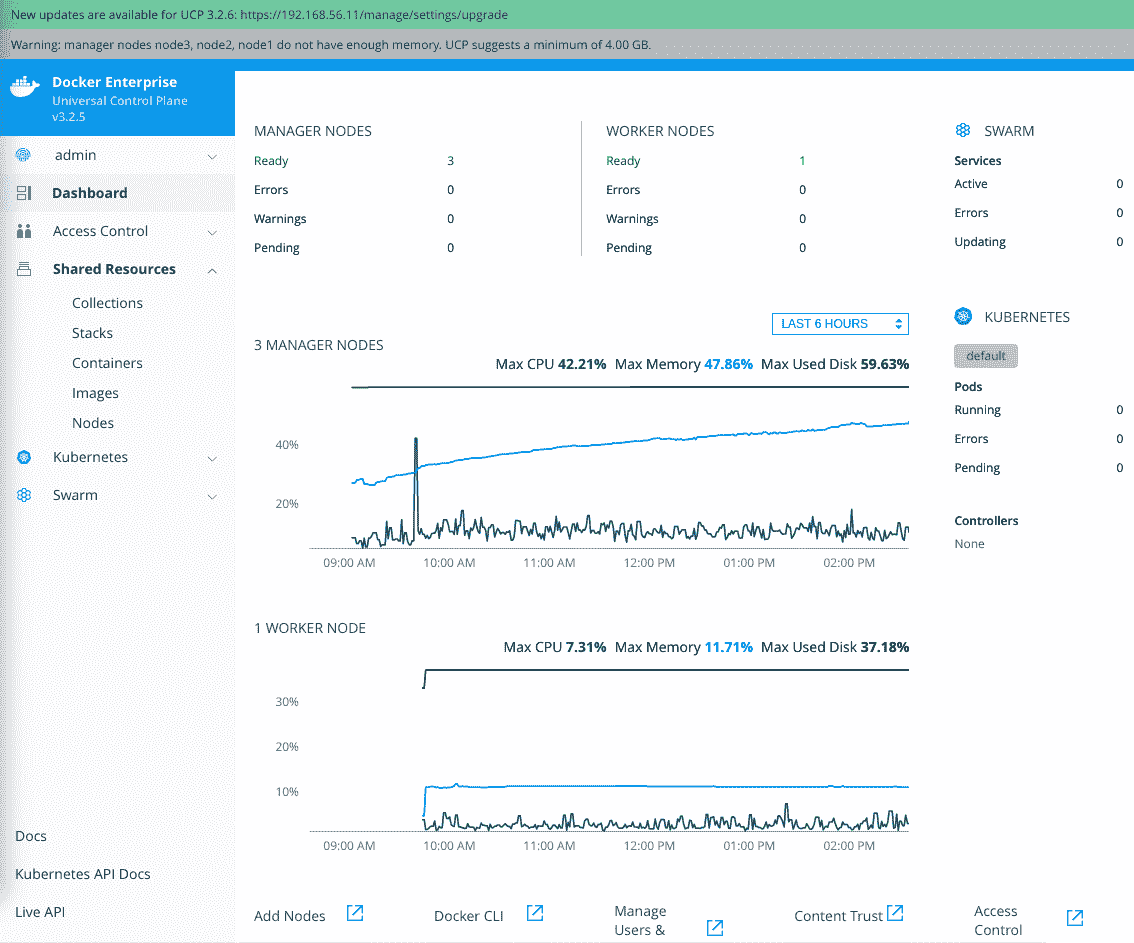 New updates are available for UCP 3.2.6: https://192.168.56.11/manage/settings/upgrade
Warning: manager nodes node3, node2, node1 do not have enough memory. UCP suggests a minimum of 4.00 GB.
Docker Enterprise
Universal Control Plane
v3.2.5
admin
Dashboard
Access Control
Shared Resources
Collections
Stacks
Containers
Images
Nodes
Kubernetes
Swarm
Docs
Kubernetes API Docs
Live API
MANAGER NODES
Ready 3
Errors 0
Warnings 0
Pending 0
WORKER NODES
Ready 1
Errors 0
Warnings 0
Pending 0
SWARM
Services
Active 0
Errors 0
Updating 0
LAST 6 HOURS
3 MANAGER NODES
Max CPU 42.21% Max Memory 47.86% Max Used Disk 59.63%
40%
20%
09:00 AM 10:00 AM 11:00 AM 12:00 PM 01:00 PM 02:00 PM
KUBERNETES
default
Pods
Running 0
Errors 0
Pending 0
Controllers
None
1 WORKER NODE
Max CPU 7.31% Max Memory 11.71% Max Used Disk 37.18%
30%
20%
10%
09:00 AM 10:00 AM 11:00 AM 12:00 PM 01:00 PM 02:00 PM
Add Nodes
Docker CLI
Manage
Users &
Content Trust
Access
Control